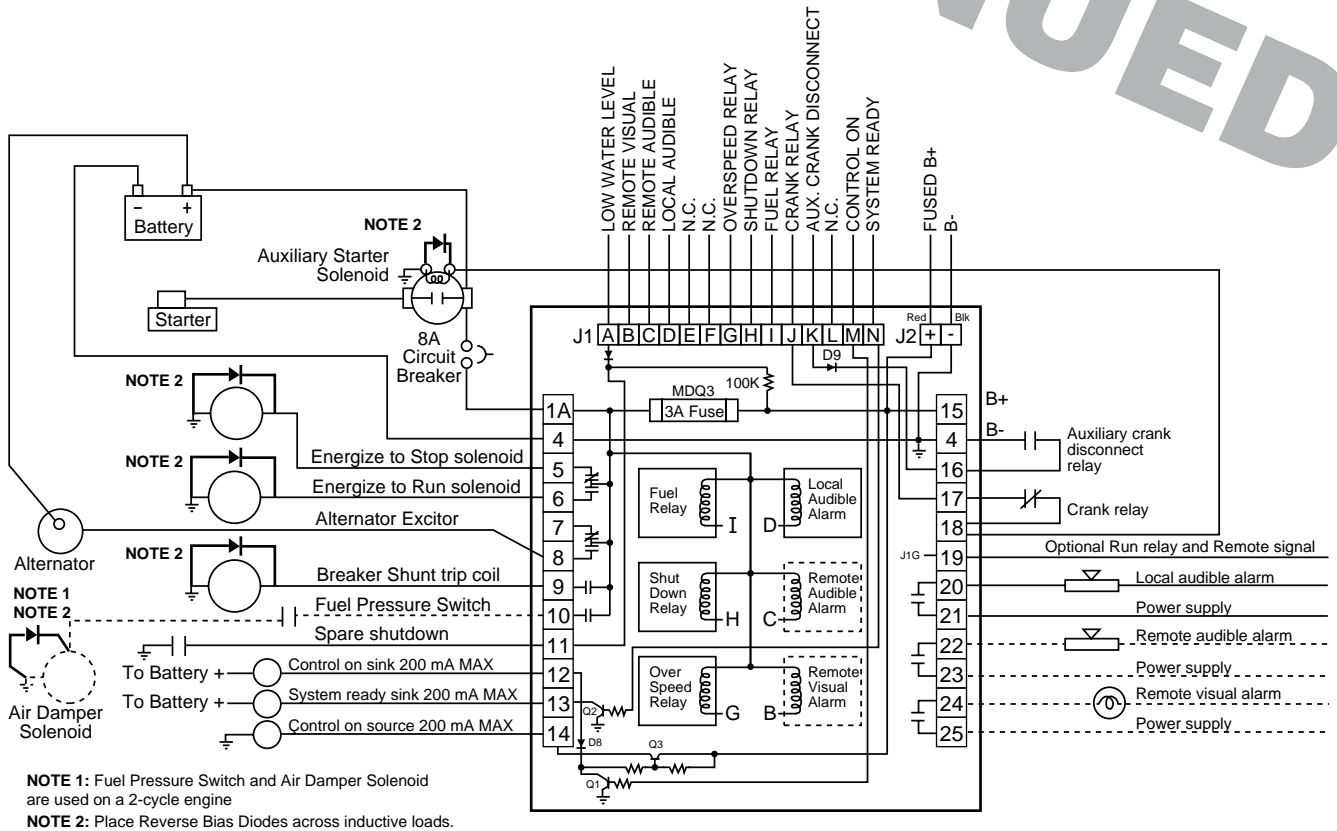 NUED
LOW WATER LEVEL
REMOTE VISUAL
REMOTE AUDIBLE
LOCAL AUDIBLE
N.C.
N.C.
OVERSPEED RELAY
SHUTDOWN RELAY
FUEL RELAY
CRANK RELAY
AUX. CRANK DISCONNECT
N.C.
CONTROL ON
SYSTEM READY
FUSED B+
B-
- +
Battery
NOTE 2
Auxiliary Starter
Solenoid
Starter
8A
Circuit
Breaker
J1 A B C D E F G H I J K L M N
Red Blk
J2 + -
D9
100K
MDQ3
3A Fuse
NOTE 2
NOTE 2
Energize to Stop solenoid
Energize to Run solenoid
Alternator Excitor
Alternator
NOTE 2
Breaker Shunt trip coil
NOTE 1
NOTE 2
Fuel Pressure Switch
Spare shutdown
Air Damper
Solenoid
To Battery +
Control on sink 200 mA MAX
To Battery +
System ready sink 200 mA MAX
Control on source 200 mA MAX
1A
4
5
6
7
8
9
10
11
12
13
14
Fuel
Relay
I
D
Local
Audible
Alarm
Shut
Down
Relay
H
C
Remote
Audible
Alarm
Over
Speed
Relay
G
B
Remote
Visual
Alarm
Q2
D8
Q3
Q1
15
4
16
17
18
19
20
21
22
23
24
25
J1G
B+
B-
Auxiliary crank
disconnect
relay
Crank relay
Optional Run relay and Remote signal
Local audible alarm
Power supply
Remote audible alarm
Power supply
Remote visual alarm
Power supply
NOTE 1: Fuel Pressure Switch and Air Damper Solenoid
are used on a 2-cycle engine
NOTE 2: Place Reverse Bias Diodes across inductive loads.